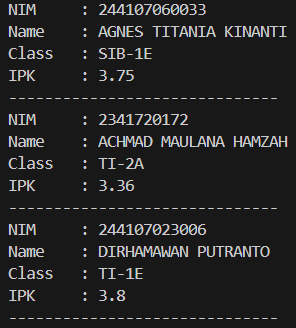 NIM     : 244107060033
Name    : AGNES TITANIA KINANTI
Class   : SIB-1E
IPK     : 3.75
------------------------------
NIM     : 2341720172
Name    : ACHMAD MAULANA HAMZAH
Class   : TI-2A
IPK     : 3.36
------------------------------
NIM     : 244107023006
Name    : DIRHAMAWAN PUTRANTO
Class   : TI-1E
IPK     : 3.8
------------------------------